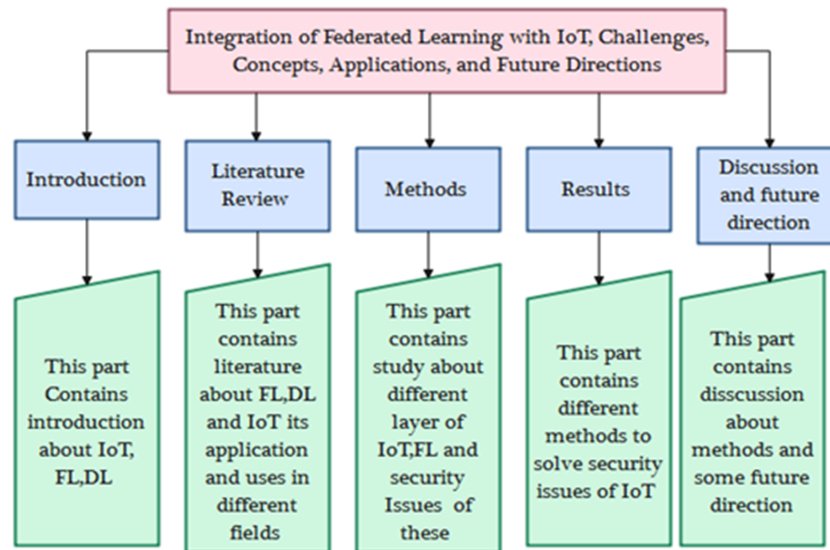 Integration of Federated Learning with IoT, Challenges,
Concepts, Applications, and Future Directions
Introduction
Literature
Review
Methods
Results
Discussion
and future
direction
This part
Contains
introduction
about IoT,
FL,DL
This part
contains
literature
about FL,DL
and IoT its
application
and uses in
different
fields
This part
contains
study about
different
layer of
IoT,FL and
security
Issues of
these
This part
contains
different
methods to
solve security
issues of IoT
This part
contains
disscussion
about
methods and
some future
direction